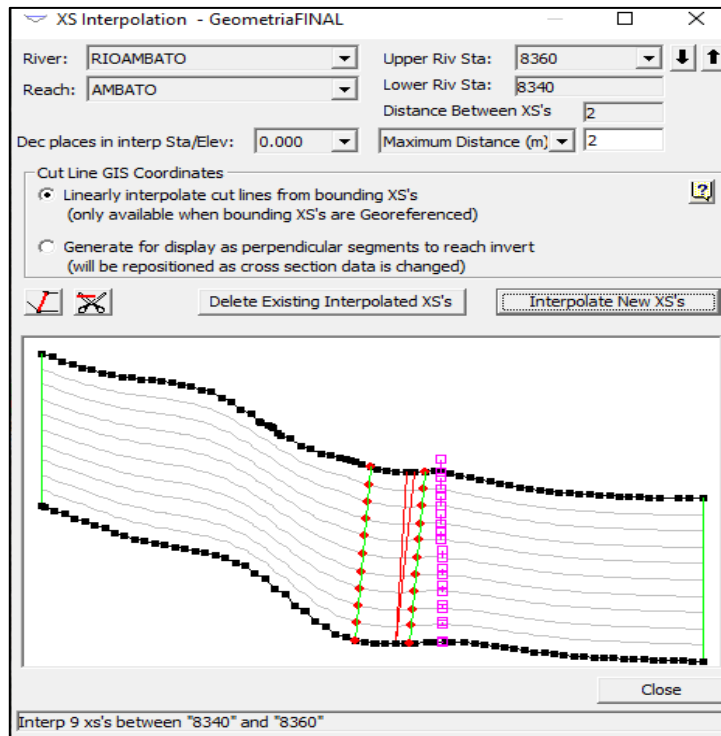 XS Interpolation - GeometriaFINAL
River: RIOAMBATO Upper Riv Sta: 8360
Reach: AMBATO Lower Riv Sta: 8340
Distance Between XS's 2
Dec places in interp Sta/Elev: 0.000 Maximum Distance (m) 2
Cut Line GIS Coordinates
Linearly interpolate cut lines from bounding XS's
(only available when bounding XS's are Georeferenced)
Generate for display as perpendicular segments to reach invert
(will be repositioned as cross section data is changed)
Delete Existing Interpolated XS's Interpolate New XS's
Close
Interp 9 xs's between "8340" and "8360"